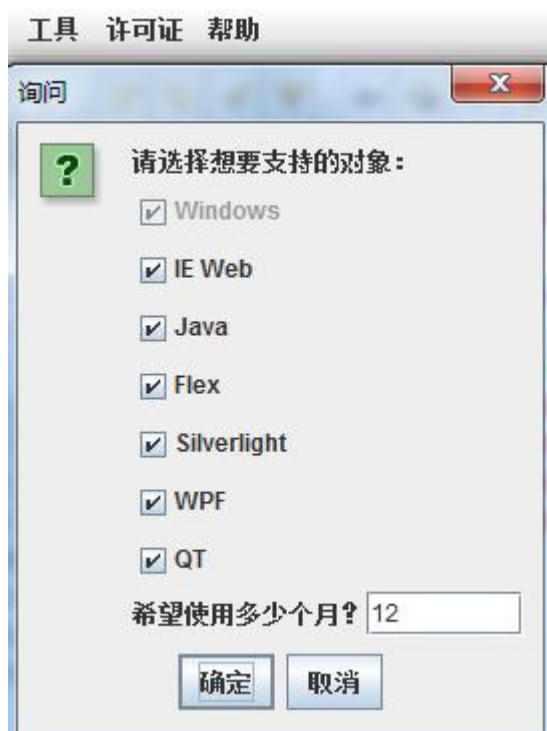 工具 许可证 帮助
询问
请选择想要支持的对象：
Windows
IE Web
Java
Flex
Silverlight
WPF
QT
希望使用多少个月? 12
确定 取消